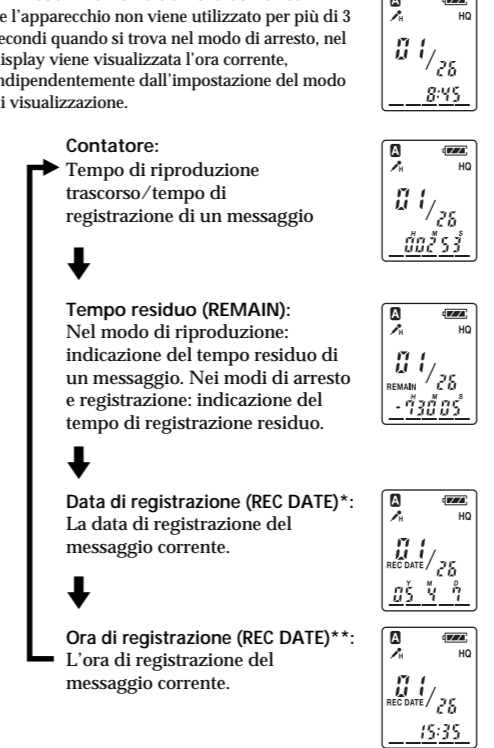 e l'apparecchio non viene utilizzato per più di 3
econdi quando si trova nel modo di arresto, nel
isplay viene visualizzata l'ora corrente,
ndipendentemente dall'impostazione del modo
i visualizzazione.
A
H HQ
01/26
8:45
Contatore:
Tempo di riproduzione
trascorso/tempo di
registrazione di un messaggio
A
H HQ
01/26
H M S
00253
Tempo residuo (REMAIN):
Nel modo di riproduzione:
indicazione del tempo residuo di
un messaggio. Nei modi di arresto
e registrazione: indicazione del
tempo di registrazione residuo.
A
H HQ
01/26
REMAIN
H M S
-73005
Data di registrazione (REC DATE)*:
La data di registrazione del
messaggio corrente.
A
H HQ
01/26
REC DATE
Y M D
05 4 7
Ora di registrazione (REC DATE)**:
L'ora di registrazione del
messaggio corrente.
A
H HQ
01/26
REC DATE
15:35